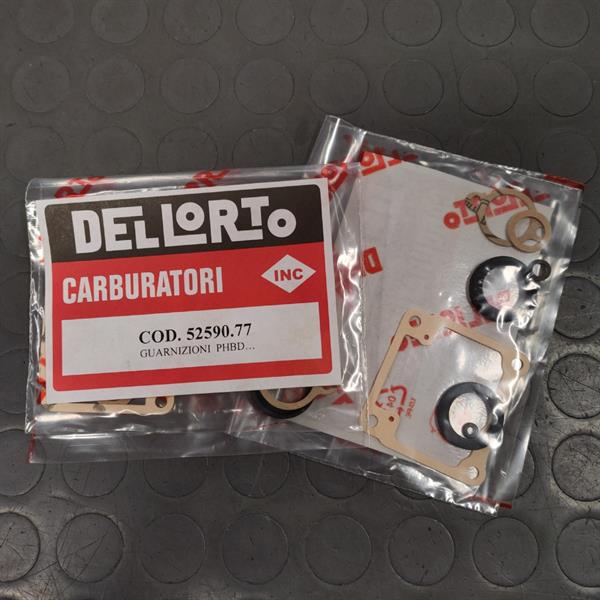 DELLORTO
CARBURATORI
INC
COD. 52590.77
GUARNIZIONI PHBD...